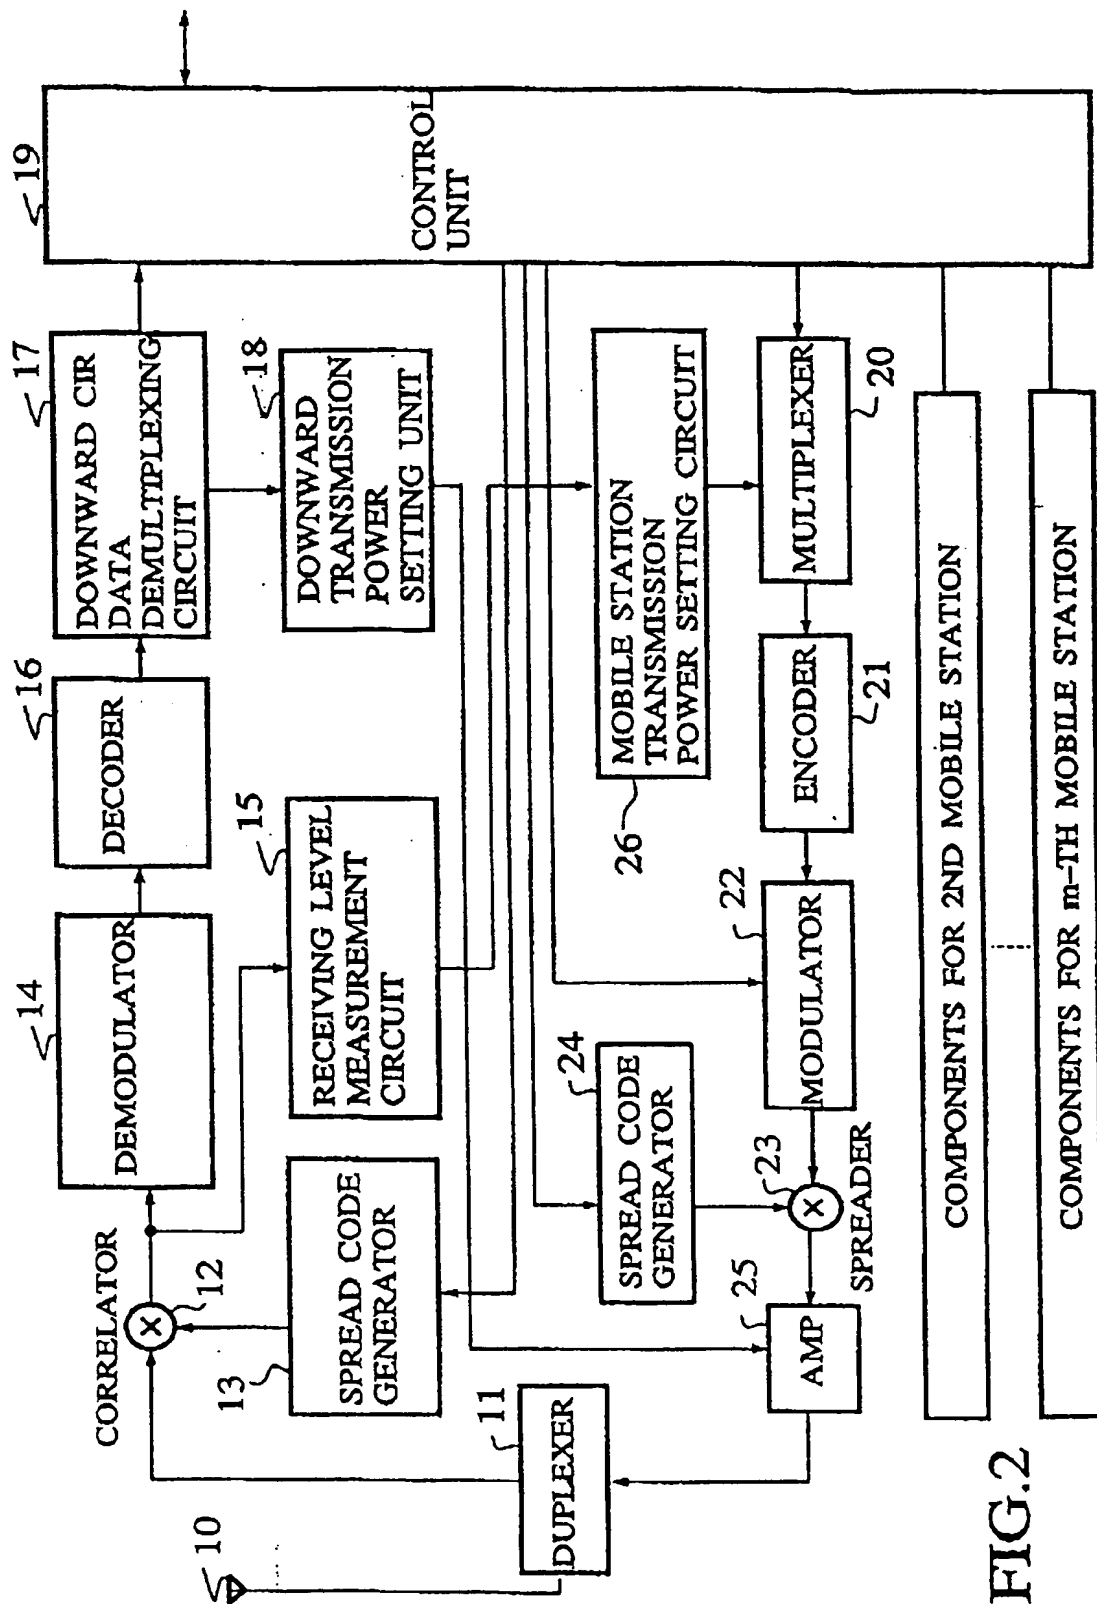 10
DUPLEXER
11
CORRELATOR
12
SPREAD CODE
GENERATOR
13
DEMODULATOR
14
RECEIVING LEVEL
MEASUREMENT
CIRCUIT
15
DECODER
16
DOWNWARD CIR
DATA
DEMULTIPLEXING
CIRCUIT
17
DOWNWARD
TRANSMISSION
POWER
SETTING UNIT
18
CONTROL
UNIT
19
MOBILE STATION
TRANSMISSION
POWER SETTING CIRCUIT
26
MULTIPLEXER
20
ENCODER
21
MODULATOR
22
SPREAD CODE
GENERATOR
24
23
SPREADER
AMP
25
COMPONENTS FOR 2ND MOBILE STATION
COMPONENTS FOR m-TH MOBILE STATION
FIG.2